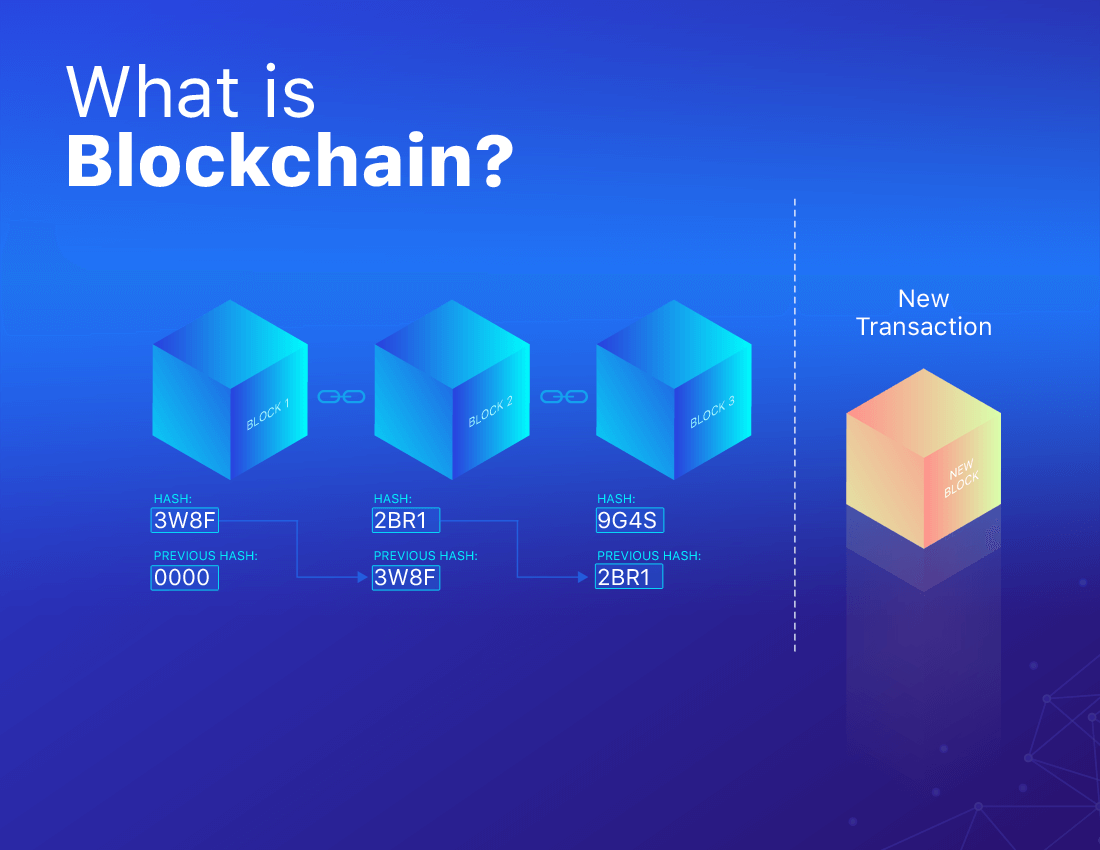 What is
Blockchain?
New
Transaction
BLOCK 1
BLOCK 2
BLOCK 3
NEW
BLOCK
HASH:
3W8F
PREVIOUS HASH:
0000
HASH:
2BR1
PREVIOUS HASH:
3W8F
HASH:
9G4S
PREVIOUS HASH:
2BR1